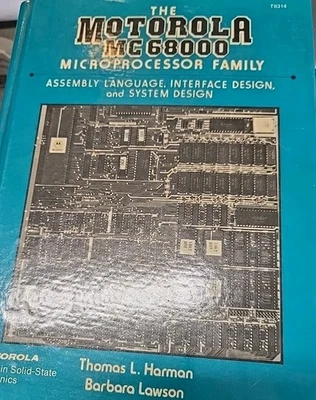 TB314
THE
MOTOROLA
MC68000
MICROPROCESSOR FAMILY
ASSEMBLY LANGUAGE, INTERFACE DESIGN,
and SYSTEM DESIGN
OROLA
in Solid-State
nics
Thomas L. Harman
Barbara Lawson